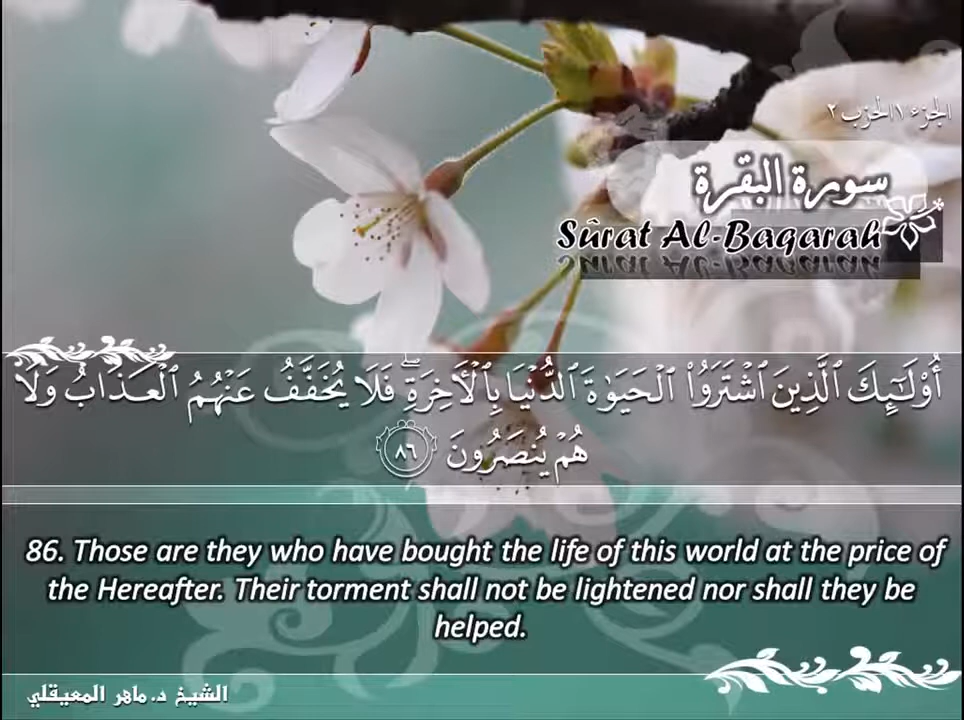 الجزء ١ الحزب ٢
سورة البقرة
Sûrat Al-Baqarah
أُوْلَـٰٓئِكَ ٱلَّذِينَ ٱشْتَرَوُاْ ٱلْحَيَوٰةَ ٱلدُّنْيَا بِٱلْـَٔاخِرَةِ ۖ فَلَا يُخَفَّفُ عَنْهُمُ ٱلْعَذَابُ وَلَا
هُمْ يُنصَرُونَ ٨٦
86. Those are they who have bought the life of this world at the price of
the Hereafter. Their torment shall not be lightened nor shall they be
helped.
الشيخ د. ماهر المعيقلي